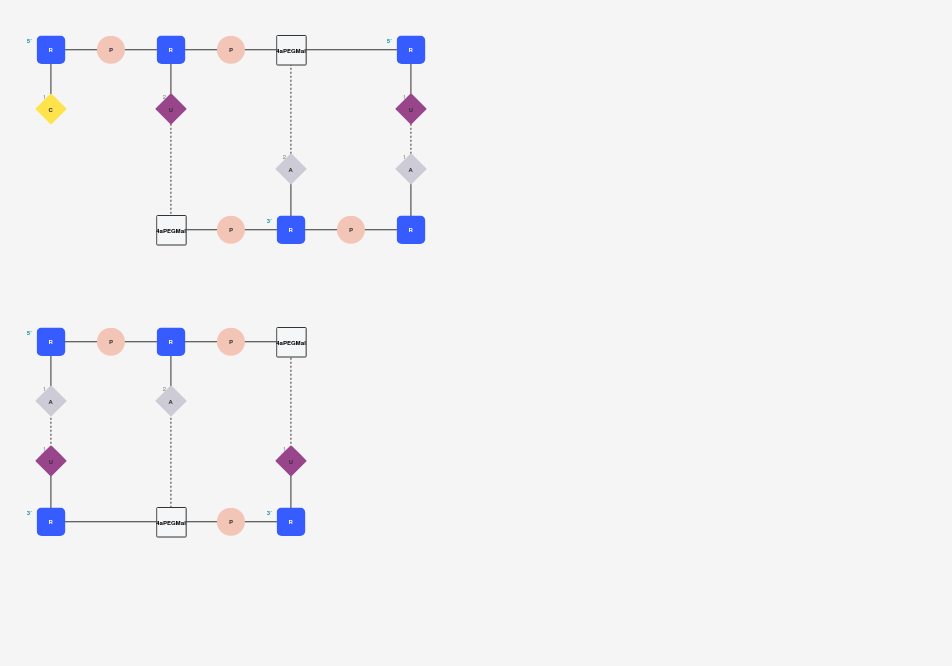 5' R P R P 4aPEGMal 5' R
1 C 2 U 1 U
2 A 1 A
4aPEGMal P 3' R P R
5' R P R P 4aPEGMal
1 A 2 A
U U
3' R 4aPEGMal P 3' R